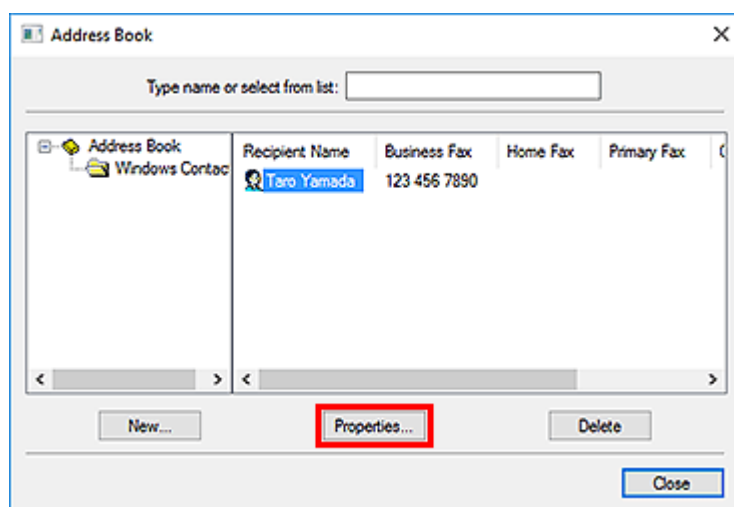 Address Book
Type name or select from list:
Address Book
Windows Contac
Recipient Name Business Fax Home Fax Primary Fax
Taro Yamada 123 456 7890
New... Properties... Delete
Close